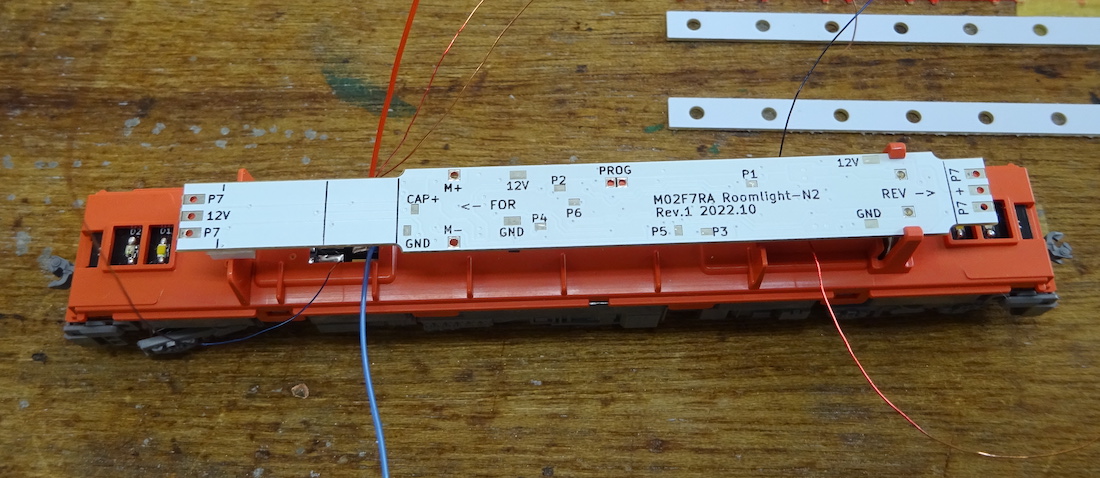 P7
12V
P7
CAP+
GND
M+
M-
<- FOR
12V
P2
P6
P4
GND
PROG
M02F7RA Roomlight-N2
Rev.1 2022.10
P1
P5
P3
12V
REV ->
GND
P7
+
P7